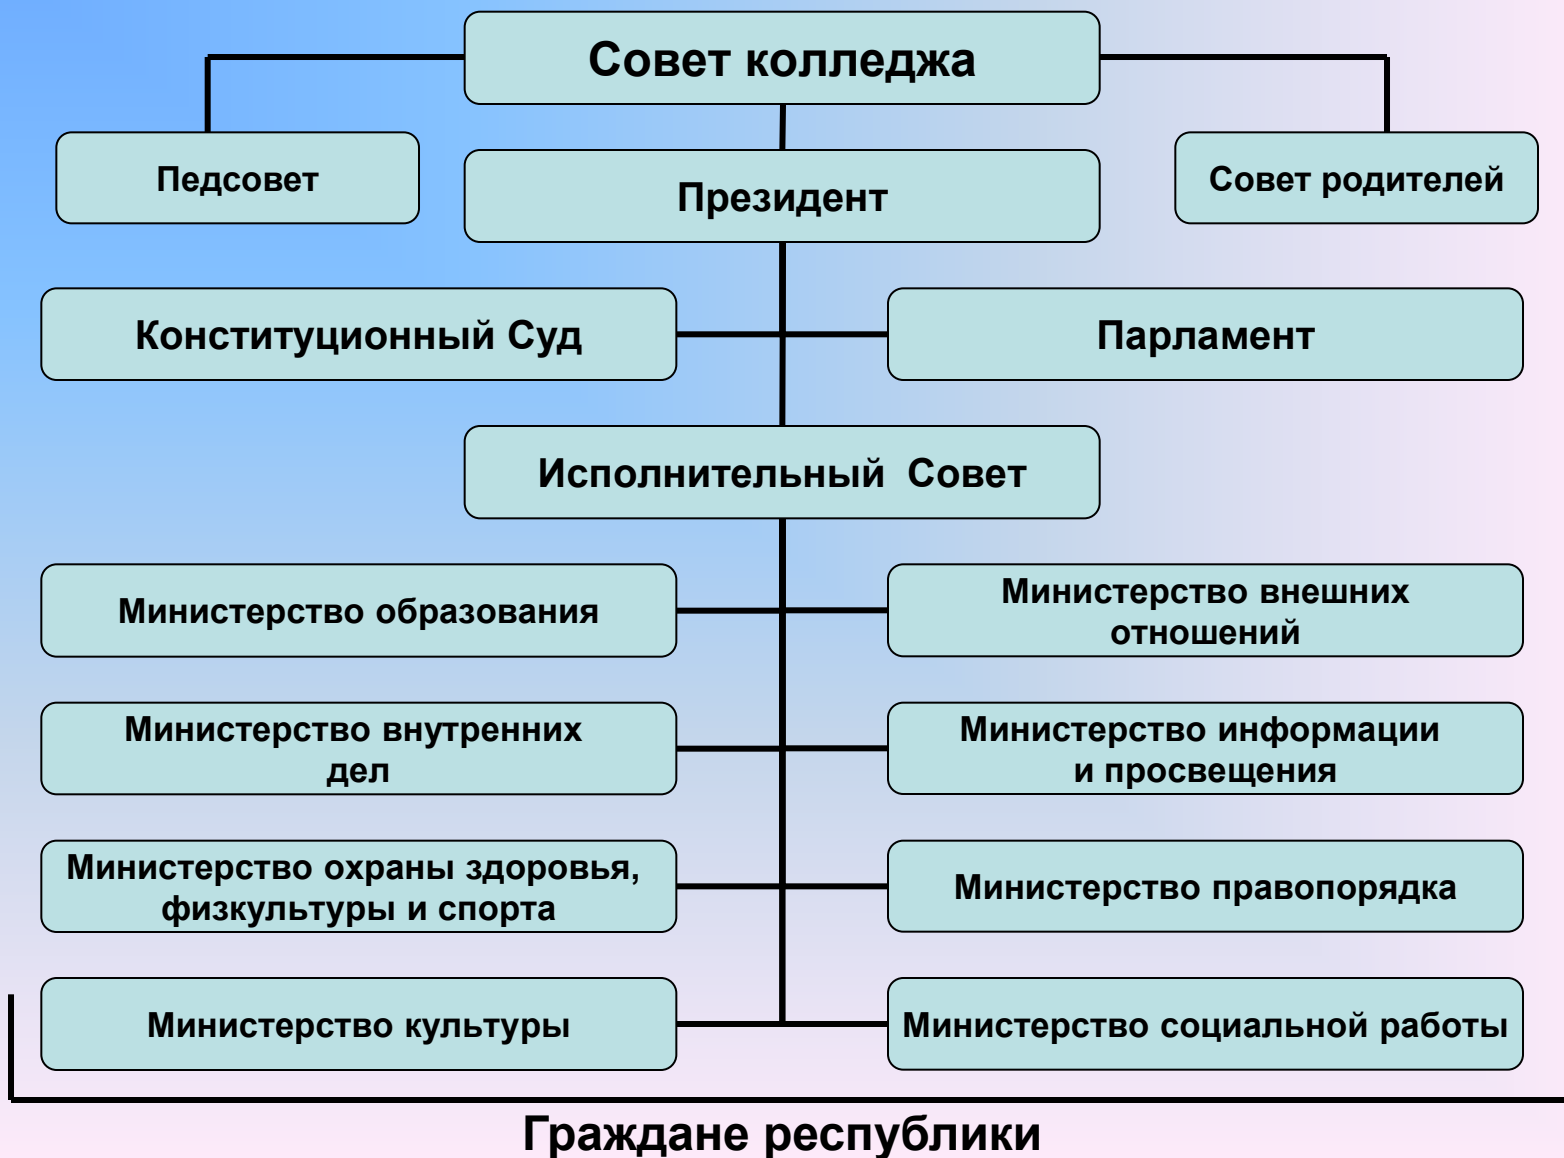 Совет колледжа
Педсовет
Президент
Совет родителей
Конституционный Суд
Парламент
Исполнительный Совет
Министерство образования
Министерство внешних
отношений
Министерство внутренних
дел
Министерство информации
и просвещения
Министерство охраны здоровья,
физкультуры и спорта
Министерство правопорядка
Министерство культуры
Министерство социальной работы
Граждане республики